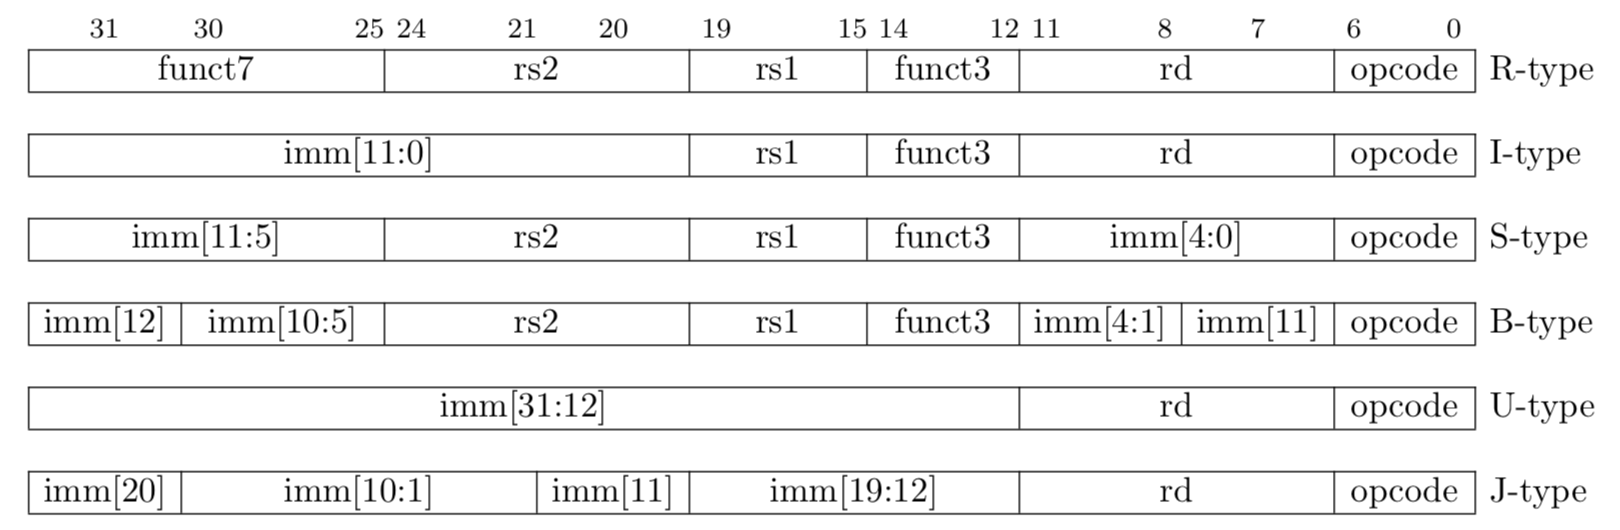 31 30 25 24 21 20 19 15 14 12 11 8 7 6 0
funct7 rs2 rs1 funct3 rd opcode R-type
imm[11:0] rs1 funct3 rd opcode I-type
imm[11:5] rs2 rs1 funct3 imm[4:0] opcode S-type
imm[12] imm[10:5] rs2 rs1 funct3 imm[4:1] imm[11] opcode B-type
imm[31:12] rd opcode U-type
imm[20] imm[10:1] imm[11] imm[19:12] rd opcode J-type